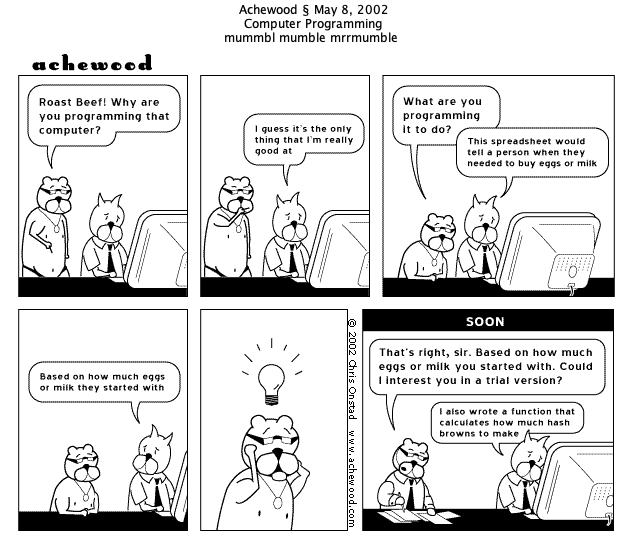 Achewood § May 8, 2002
Computer Programming
mummbl mumble mrrmumble
achewood
Roast Beef! Why are
you programming that
computer?
I guess it's the only
thing that I'm really
good at
What are you
programming
it to do?
This spreadsheet would
tell a person when they
needed to buy eggs or milk
Based on how much eggs
or milk they started with
© 2002 Chris Onstad www.achewood.com
SOON
That's right, sir. Based on how much
eggs or milk you started with. Could
I interest you in a trial version?
I also wrote a function that
calculates how much hash
browns to make